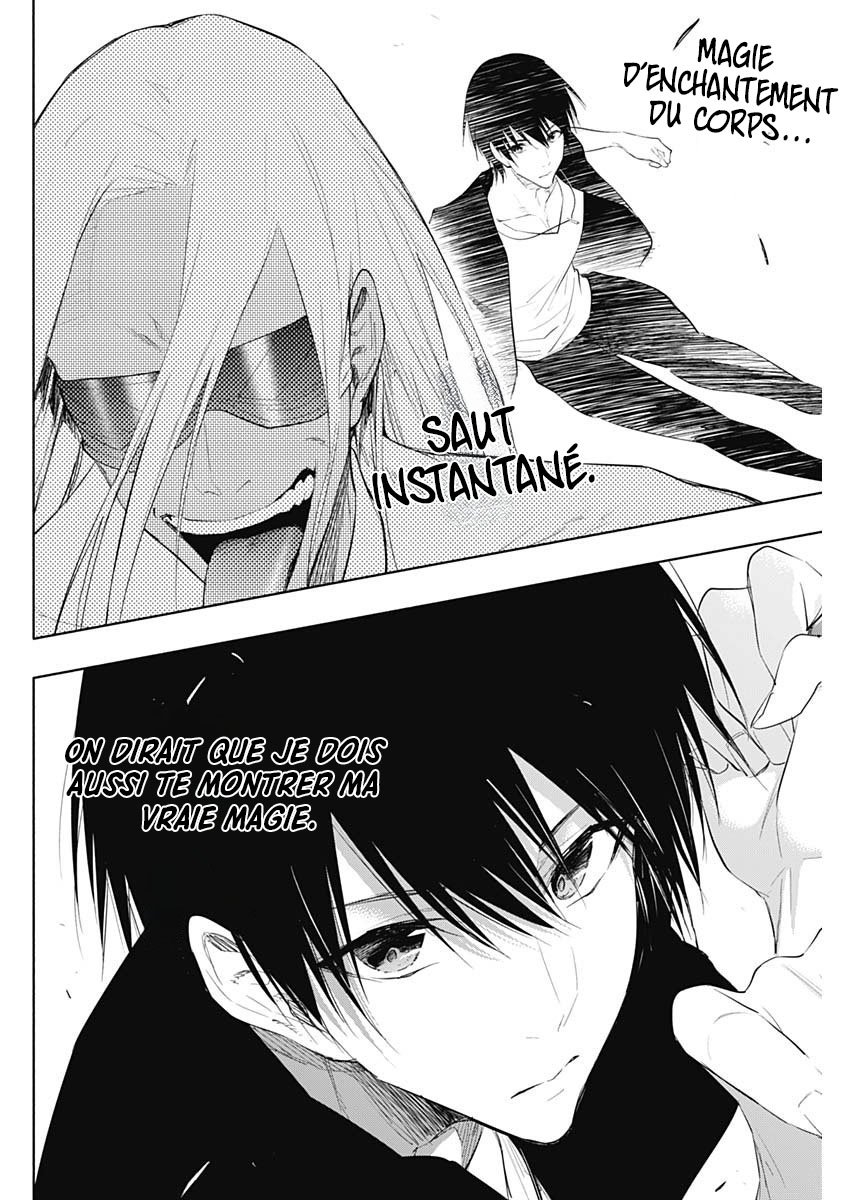 MAGIE
D'ENCHANTEMENT
DU CORPS...
SAUT
INSTANTANÉ.
ON DIRAIT QUE JE DOIS
AUSSI TE MONTRER MA
VRAIE MAGIE.